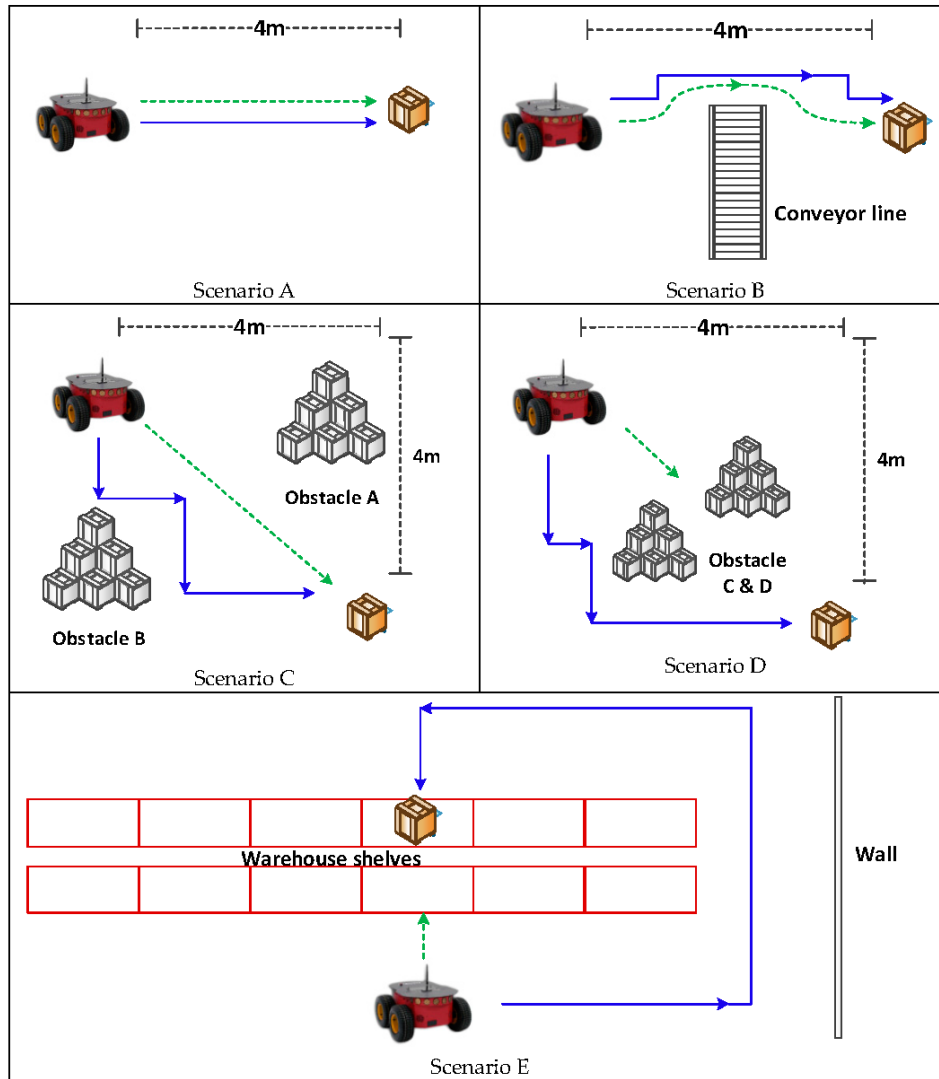 4m
4m
Conveyor line
Scenario A
Scenario B
4m
4m
4m
4m
Obstacle A
Obstacle B
Obstacle
C & D
Scenario C
Scenario D
Warehouse shelves
Wall
Scenario E